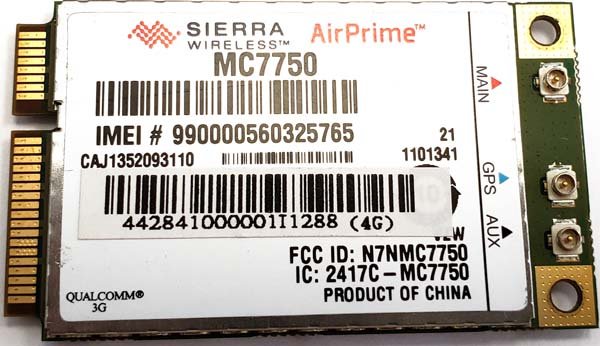 SIERRA
WIRELESS™
AirPrime™
MC7750
IMEI # 990000560325765
21
CAJ1352093110
1101341
442841000001I1288 (4G)
VZW
FCC ID: N7NMC7750
IC: 2417C-MC7750
PRODUCT OF CHINA
QUALCOMM®
3G
MAIN
GPS
AUX